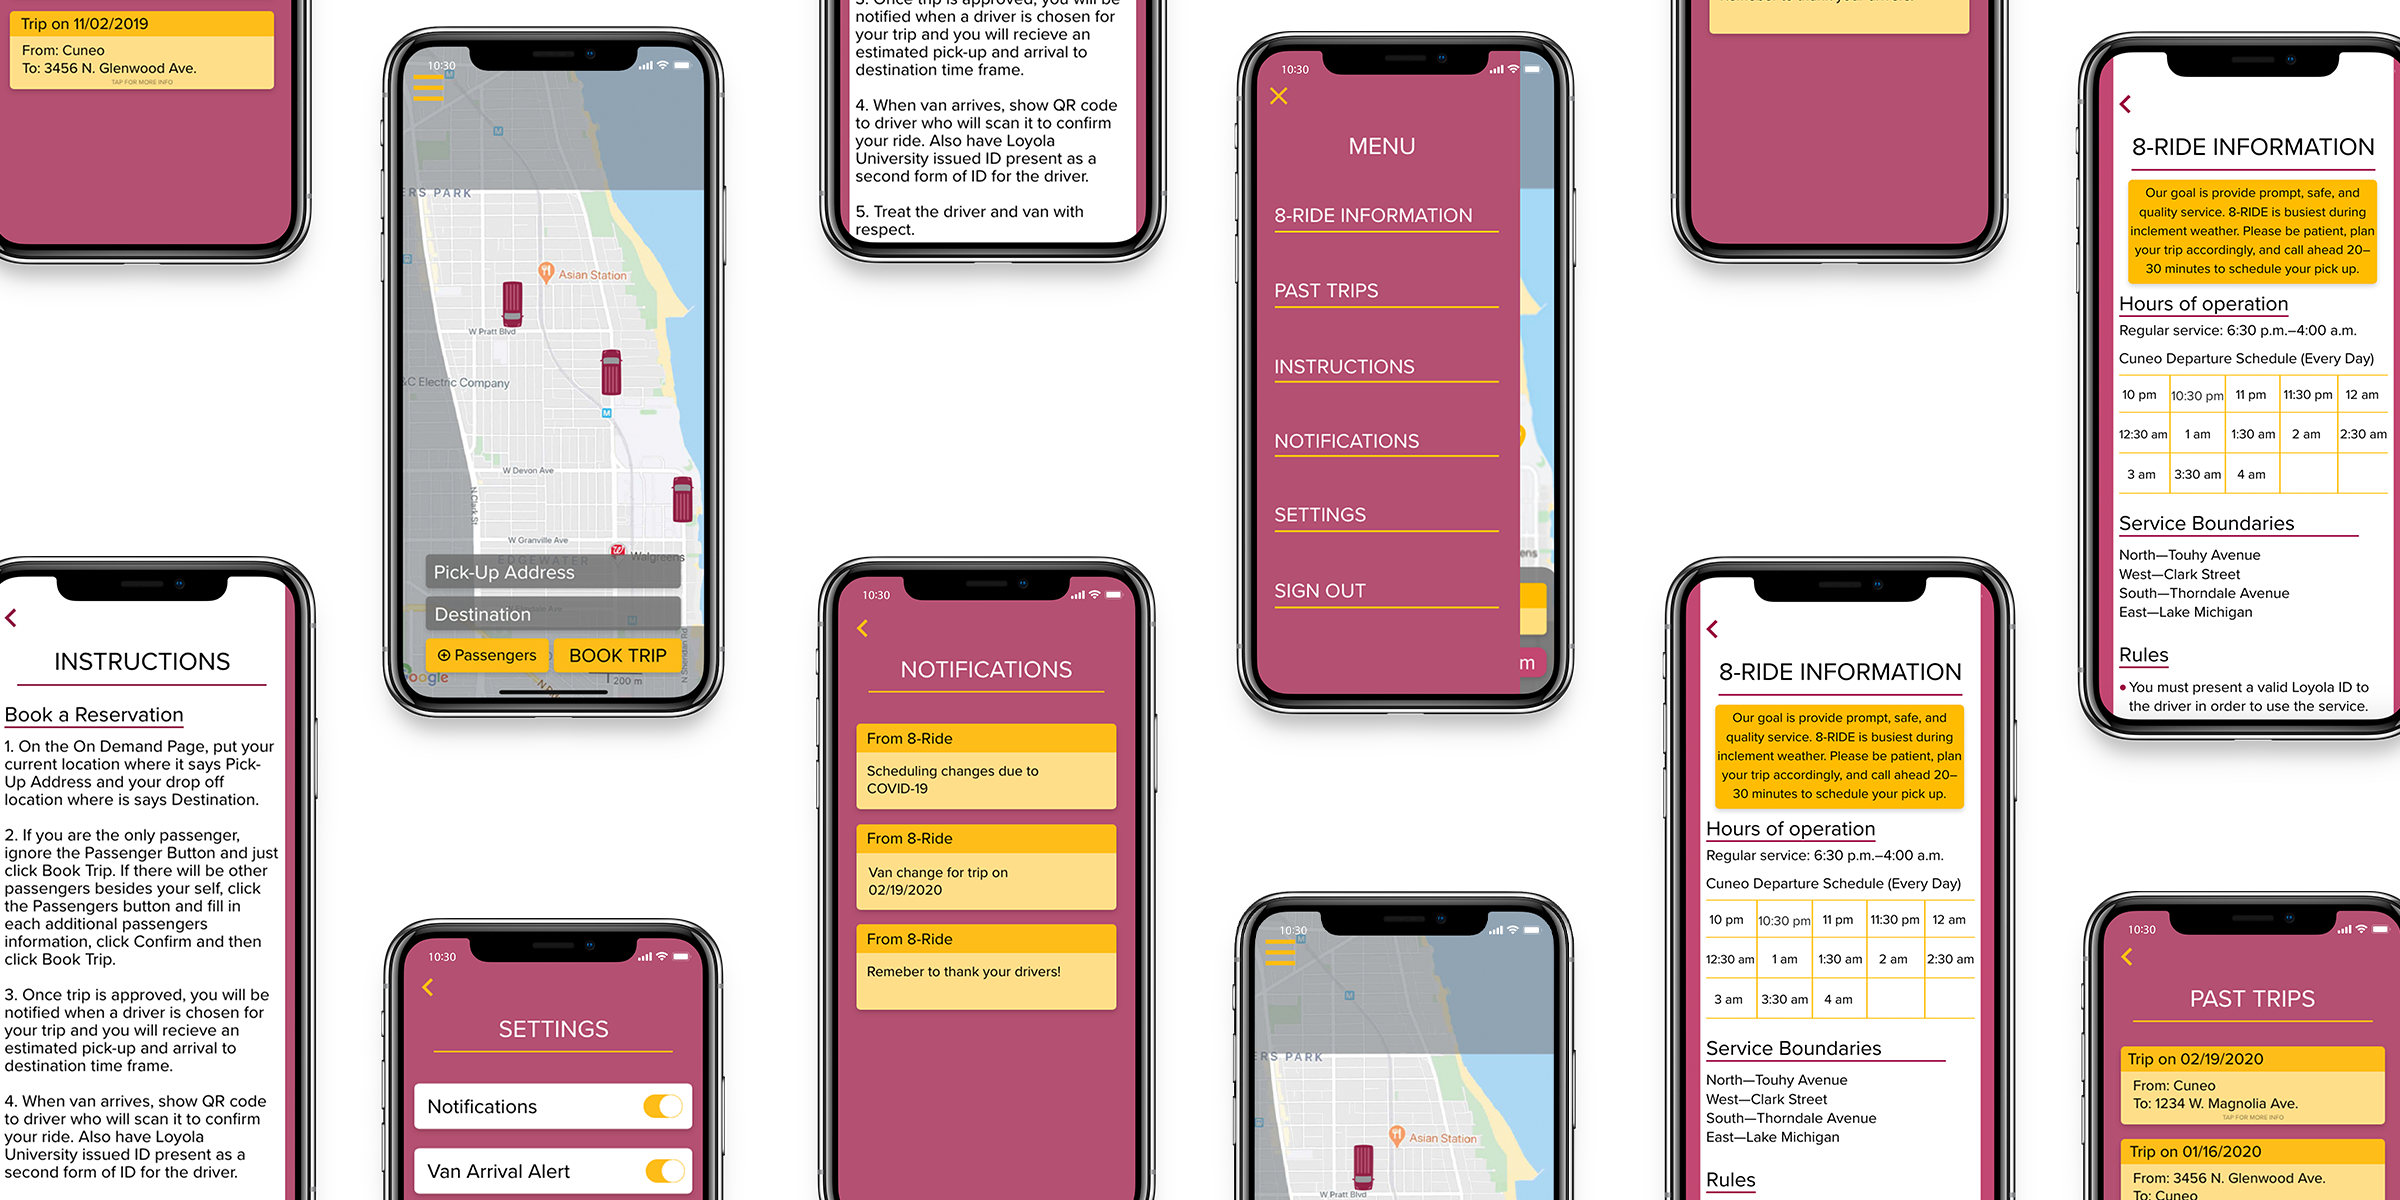 Trip on 11/02/2019
From: Cuneo
To: 3456 N. Glenwood Ave.
TAP FOR MORE INFO
INSTRUCTIONS
Book a Reservation
1. On the On Demand Page, put your
current location where it says Pick-
Up Address and your drop off
location where is says Destination.
2. If you are the only passenger,
ignore the Passenger Button and just
click Book Trip. If there will be other
passengers besides your self, click
the Passengers button and fill in
each additional passengers
information, click Confirm and then
click Book Trip.
3. Once trip is approved, you will be
notified when a driver is chosen for
your trip and you will recieve an
estimated pick-up and arrival to
destination time frame.
4. When van arrives, show QR code
to driver who will scan it to confirm
your ride. Also have Loyola
University issued ID present as a
second form of ID for the driver.
10:30
M
ERS PARK
M
Asian Station
W Pratt Blvd
&C Electric Company
M
W Devon Ave
N Clark St
W Granville Ave
EDGEWATER
Walgreens
Pick-Up Address
Destination
M
Passengers
BOOK TRIP
N Sheridan Rd
oogle
200 m
10:30
SETTINGS
Notifications
Van Arrival Alert
3. Once trip is approved, you will be
notified when a driver is chosen for
your trip and you will recieve an
estimated pick-up and arrival to
destination time frame.
4. When van arrives, show QR code
to driver who will scan it to confirm
your ride. Also have Loyola
University issued ID present as a
second form of ID for the driver.
5. Treat the driver and van with
respect.
10:30
NOTIFICATIONS
From 8-Ride
Scheduling changes due to
COVID-19
From 8-Ride
Van change for trip on
02/19/2020
From 8-Ride
Remeber to thank your drivers!
10:30
MENU
8-RIDE INFORMATION
PAST TRIPS
INSTRUCTIONS
NOTIFICATIONS
SETTINGS
SIGN OUT
ens
m
10:30
M
M
ERS PARK
Asian Station
W Pratt Blvd
Remeber to thank your drivers!
8-RIDE INFORMATION
Our goal is provide prompt, safe, and
quality service. 8-RIDE is busiest during
inclement weather. Please be patient, plan
your trip accordingly, and call ahead 20–
30 minutes to schedule your pick up.
Hours of operation
Regular service: 6:30 p.m.–4:00 a.m.
Cuneo Departure Schedule (Every Day)
10 pm 10:30 pm 11 pm 11:30 pm 12 am
12:30 am 1 am 1:30 am 2 am 2:30 am
3 am 3:30 am 4 am
Service Boundaries
North—Touhy Avenue
West—Clark Street
South—Thorndale Avenue
East—Lake Michigan
Rules
8-RIDE INFORMATION
Our goal is provide prompt, safe, and
quality service. 8-RIDE is busiest during
inclement weather. Please be patient, plan
your trip accordingly, and call ahead 20–
30 minutes to schedule your pick up.
Hours of operation
Regular service: 6:30 p.m.–4:00 a.m.
Cuneo Departure Schedule (Every Day)
10 pm 10:30 pm 11 pm 11:30 pm 12 am
12:30 am 1 am 1:30 am 2 am 2:30 am
3 am 3:30 am 4 am
Service Boundaries
North—Touhy Avenue
West—Clark Street
South—Thorndale Avenue
East—Lake Michigan
Rules
• You must present a valid Loyola ID to
the driver in order to use the service.
10:30
PAST TRIPS
Trip on 02/19/2020
From: Cuneo
To: 1234 W. Magnolia Ave.
TAP FOR MORE INFO
Trip on 01/16/2020
From: 3456 N. Glenwood Ave.
To: Cuneo